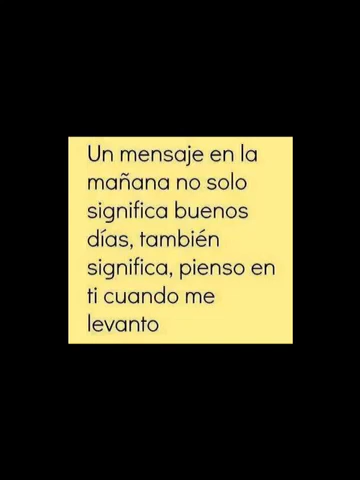 Un mensaje en la
mañana no solo
significa buenos
días, también
significa, pienso en
ti cuando me
levanto